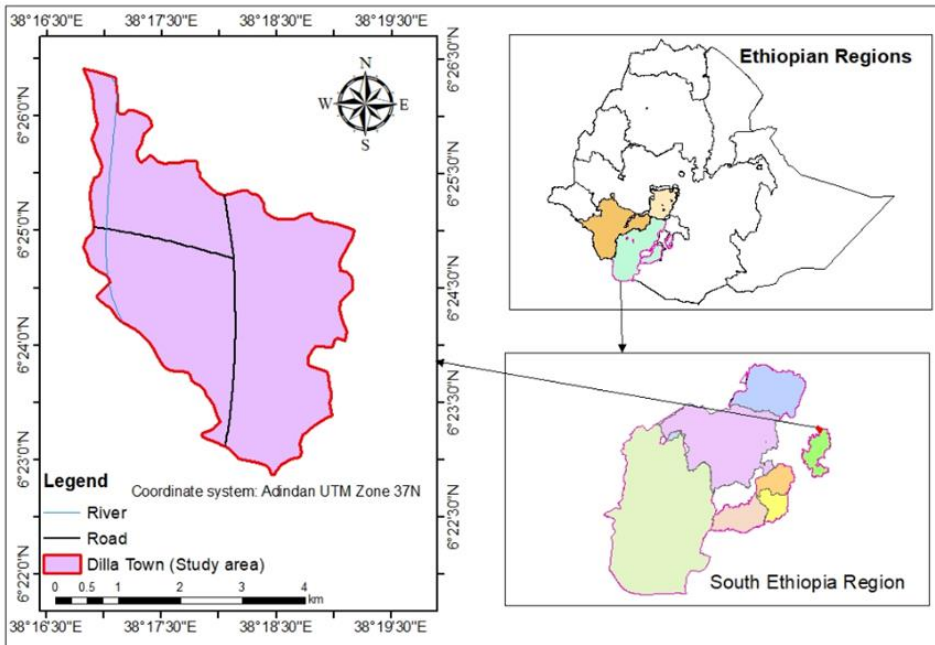 38°16'30"E 38°17'30"E 38°18'30"E 38°19'30"E
6°26'0"N
6°25'0"N
6°24'0"N
6°23'0"N
6°22'0"N
6°26'30"N
6°25'30"N
6°24'30"N
6°23'30"N
6°22'30"N
N
W E
S
Legend
Coordinate system: Adindan UTM Zone 37N
River
Road
Dilla Town (Study area)
0 0.5 1 2 3 4
km
38°16'30"E 38°17'30"E 38°18'30"E 38°19'30"E
Ethiopian Regions
South Ethiopia Region